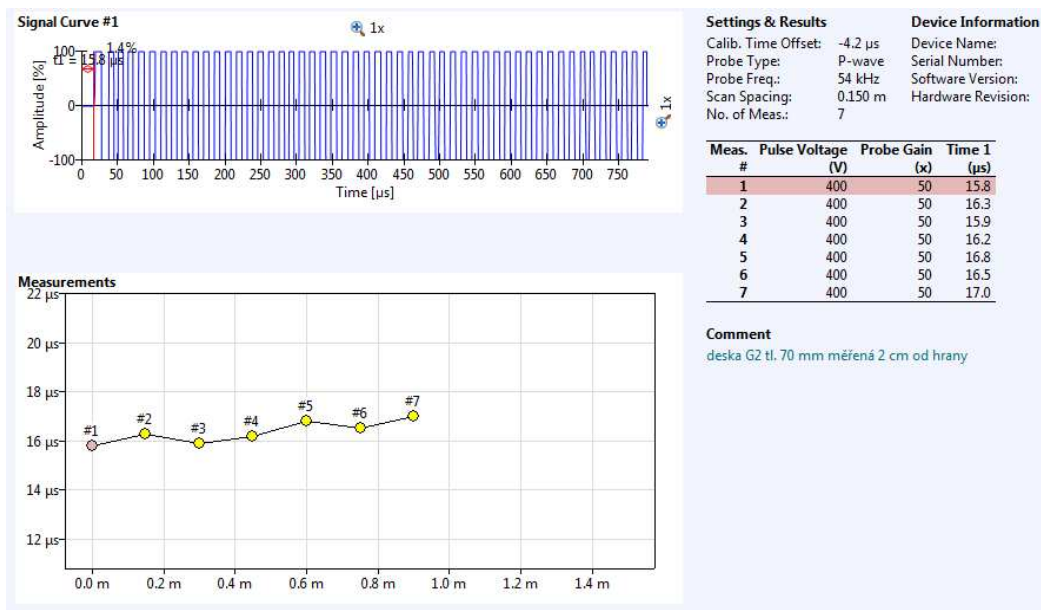 Signal Curve #1
1x
1.4%
t1 = 15.8 µs
Amplitude [%]
100
0
-100
0 50 100 150 200 250 300 350 400 450 500 550 600 650 700 750
Time [µs]
1x
Measurements
22 µs
20 µs
18 µs
16 µs
14 µs
12 µs
#1 #2 #3 #4 #5 #6 #7
0.0 m 0.2 m 0.4 m 0.6 m 0.8 m 1.0 m 1.2 m 1.4 m
Settings & Results Device Information
Calib. Time Offset: -4.2 µs Device Name:
Probe Type: P-wave Serial Number:
Probe Freq.: 54 kHz Software Version:
Scan Spacing: 0.150 m Hardware Revision:
No. of Meas.: 7
Meas. Pulse Voltage Probe Gain Time 1
# (V) (x) (µs)
1 400 50 15.8
2 400 50 16.3
3 400 50 15.9
4 400 50 16.2
5 400 50 16.8
6 400 50 16.5
7 400 50 17.0
Comment
deska G2 tl. 70 mm měřená 2 cm od hrany